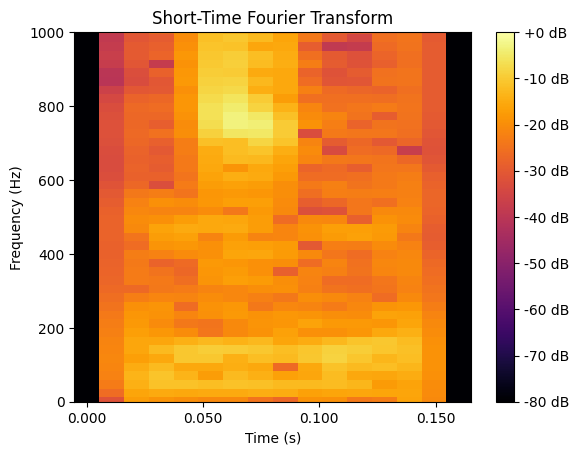 Short-Time Fourier Transform
1000
800
600
400
200
0
Frequency (Hz)
0.000
0.050
0.100
0.150
Time (s)
+0 dB
-10 dB
-20 dB
-30 dB
-40 dB
-50 dB
-60 dB
-70 dB
-80 dB